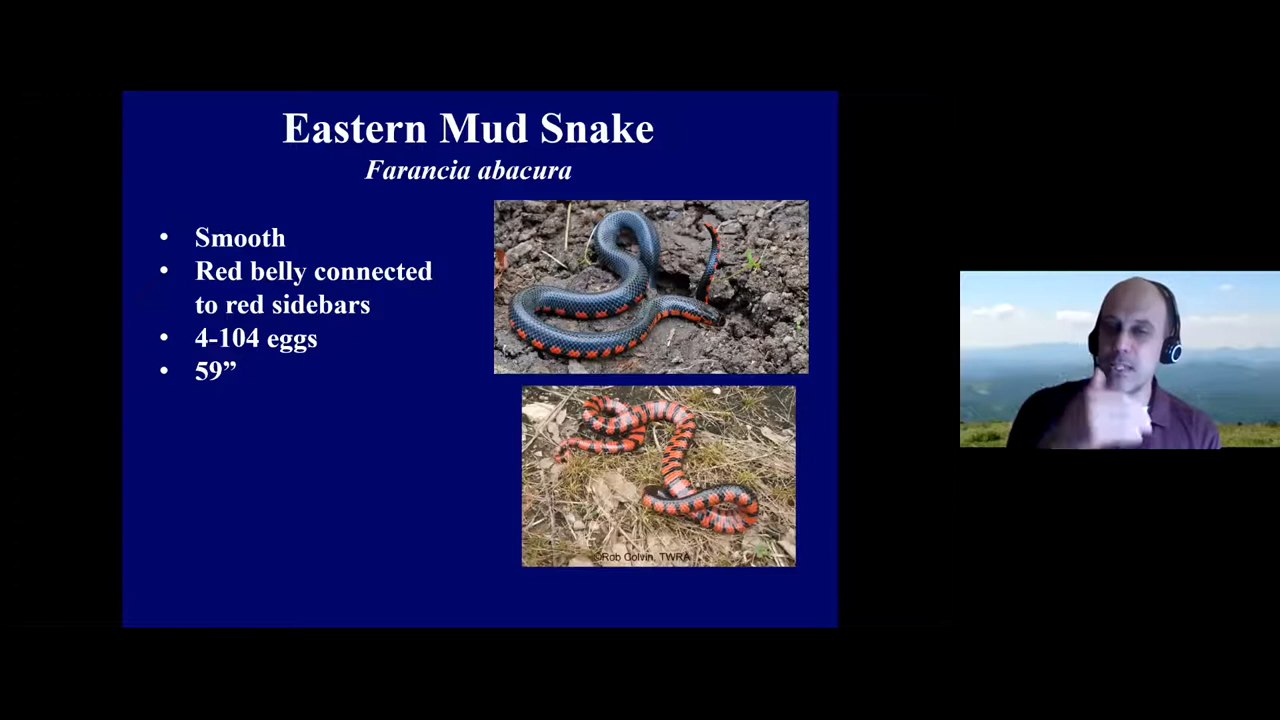 Eastern Mud Snake
Farancia abacura
• Smooth
• Red belly connected
to red sidebars
• 4-104 eggs
• 59”
©Rob Colvin, TWRA